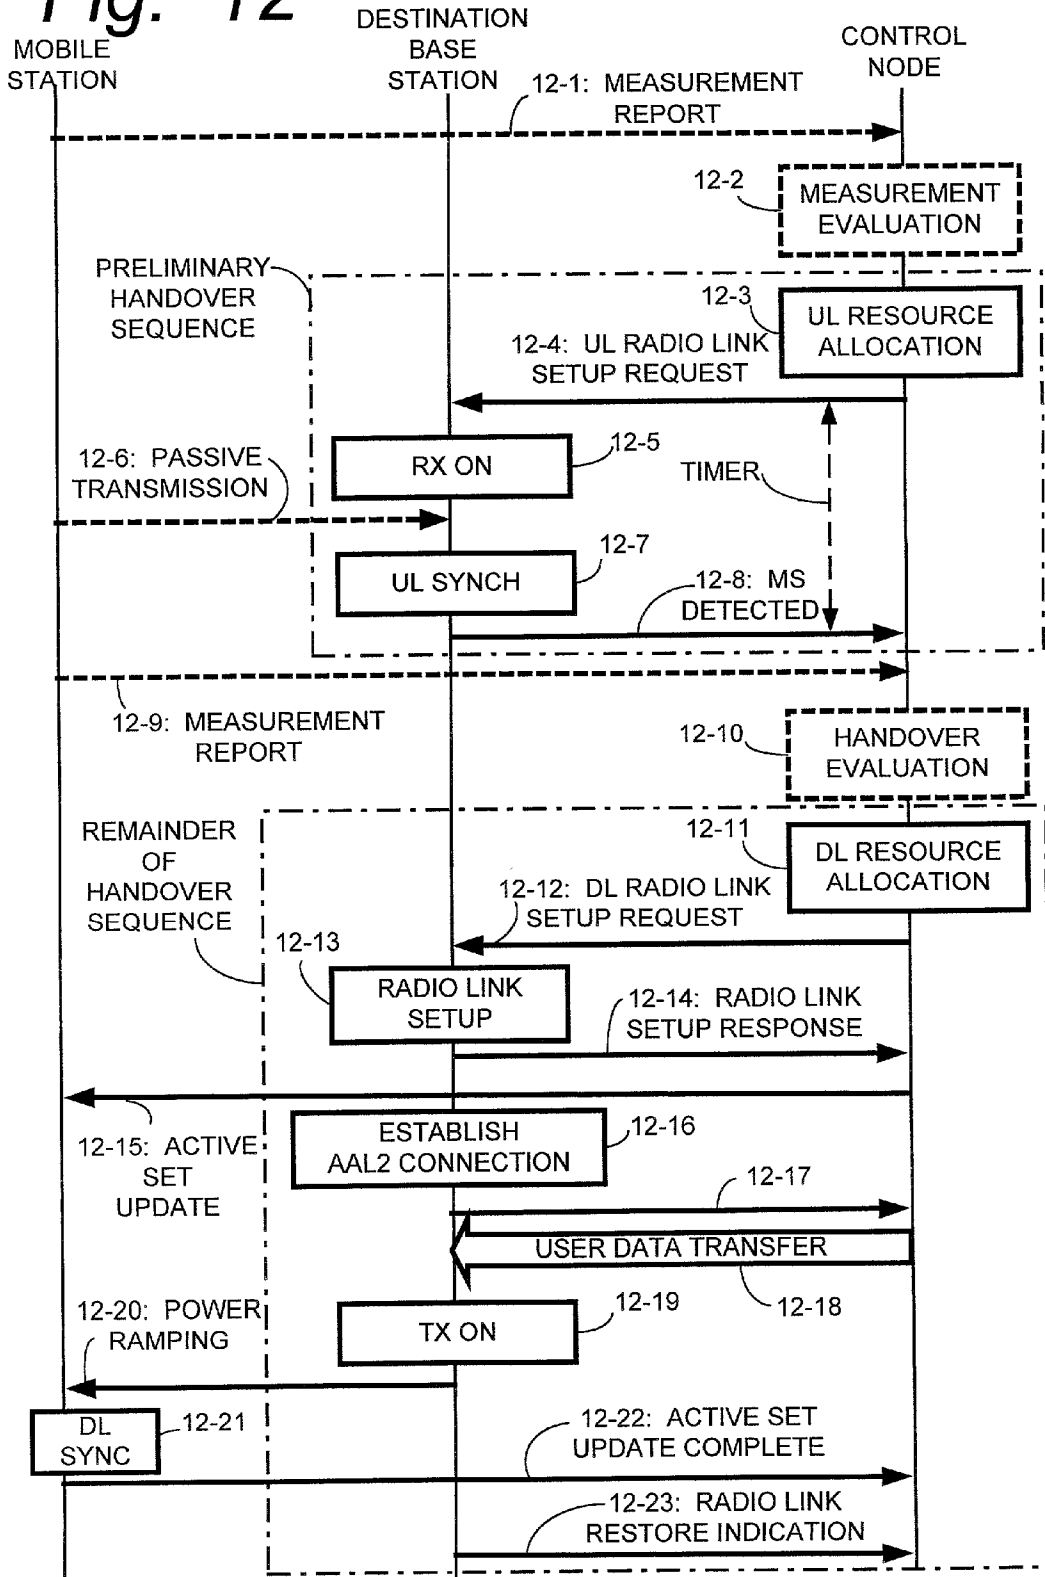 Fig. 12
MOBILE
STATION
DESTINATION
BASE
STATION
CONTROL
NODE
12-1: MEASUREMENT
REPORT
12-2
MEASUREMENT
EVALUATION
PRELIMINARY
HANDOVER
SEQUENCE
12-3
UL RESOURCE
ALLOCATION
12-4: UL RADIO LINK
SETUP REQUEST
12-5
RX ON
12-6: PASSIVE
TRANSMISSION
TIMER
12-7
UL SYNCH
12-8: MS
DETECTED
12-9: MEASUREMENT
REPORT
12-10
HANDOVER
EVALUATION
REMAINDER
OF
HANDOVER
SEQUENCE
12-11
DL RESOURCE
ALLOCATION
12-12: DL RADIO LINK
SETUP REQUEST
12-13
RADIO LINK
SETUP
12-14: RADIO LINK
SETUP RESPONSE
12-15: ACTIVE
SET
UPDATE
ESTABLISH
AAL2 CONNECTION
12-16
12-17
USER DATA TRANSFER
12-18
12-19
TX ON
12-20: POWER
RAMPING
DL
SYNC
12-21
12-22: ACTIVE SET
UPDATE COMPLETE
12-23: RADIO LINK
RESTORE INDICATION